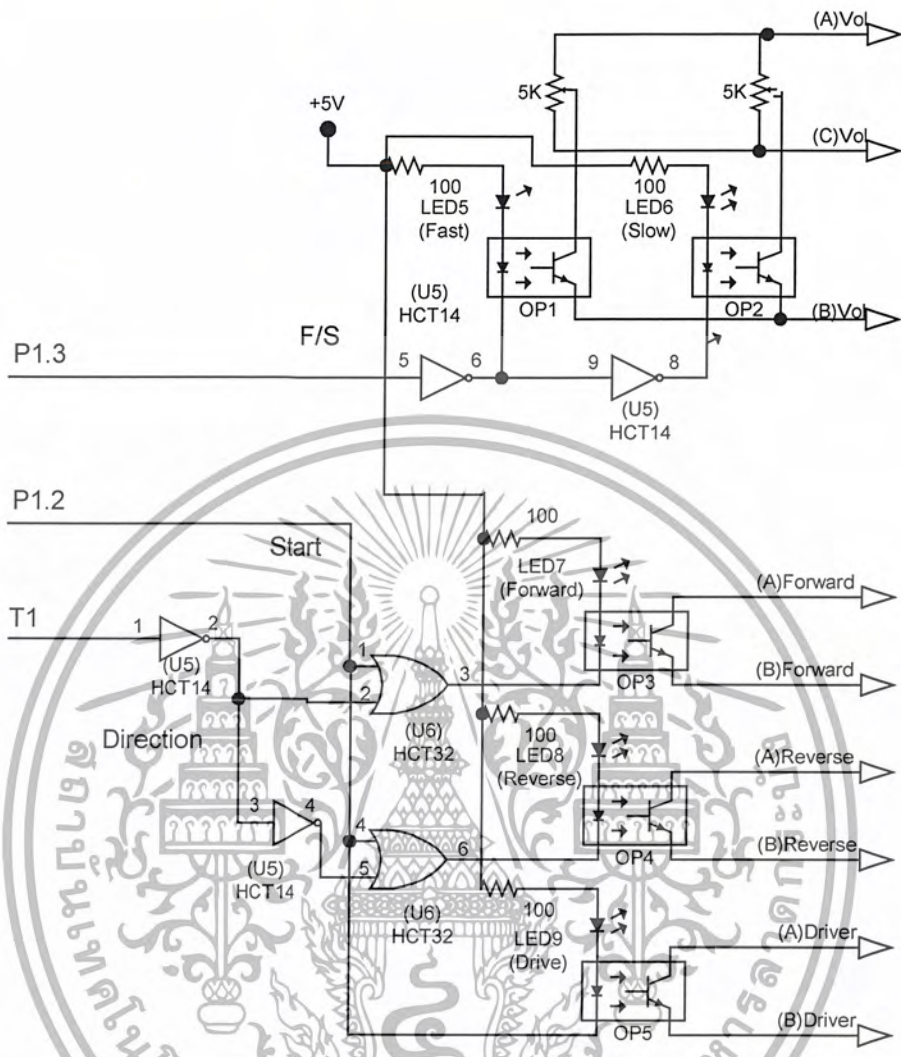 (A)Vol
+5V
5K
5K
(C)Vol
100
LED5
(Fast)
100
LED6
(Slow)
(U5)
HCT14
OP1
OP2
(B)Vol
F/S
P1.3
5
6
9
8
(U5)
HCT14
P1.2
Start
100
LED7
(Forward)
(A)Forward
T1
1
2
(U5)
HCT14
1
2
3
OP3
(B)Forward
Direction
(U6)
HCT32
100
LED8
(Reverse)
(A)Reverse
3
4
(U5)
HCT14
4
5
6
OP4
(B)Reverse
(U6)
HCT32
100
LED9
(Drive)
(A)Driver
OP5
(B)Driver